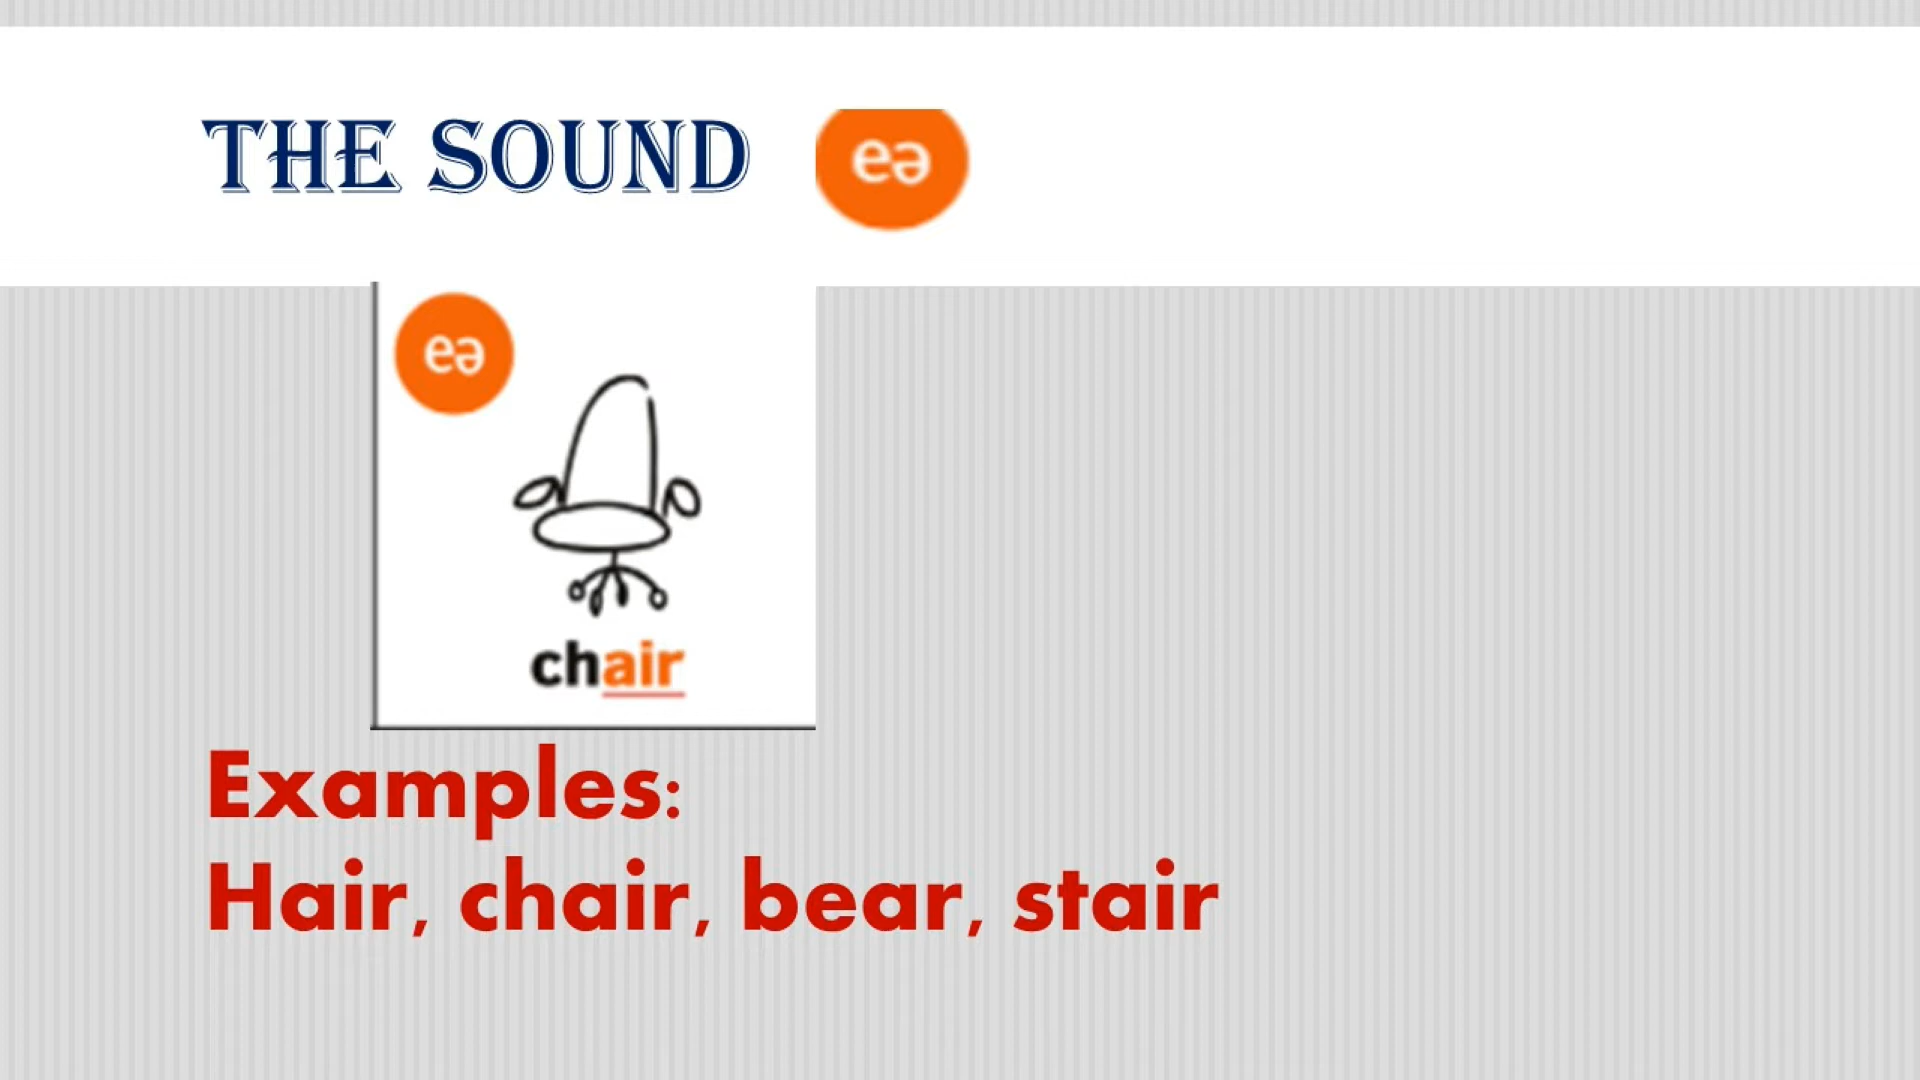 THE SOUND eə
eə
chair
Examples:
Hair, chair, bear, stair